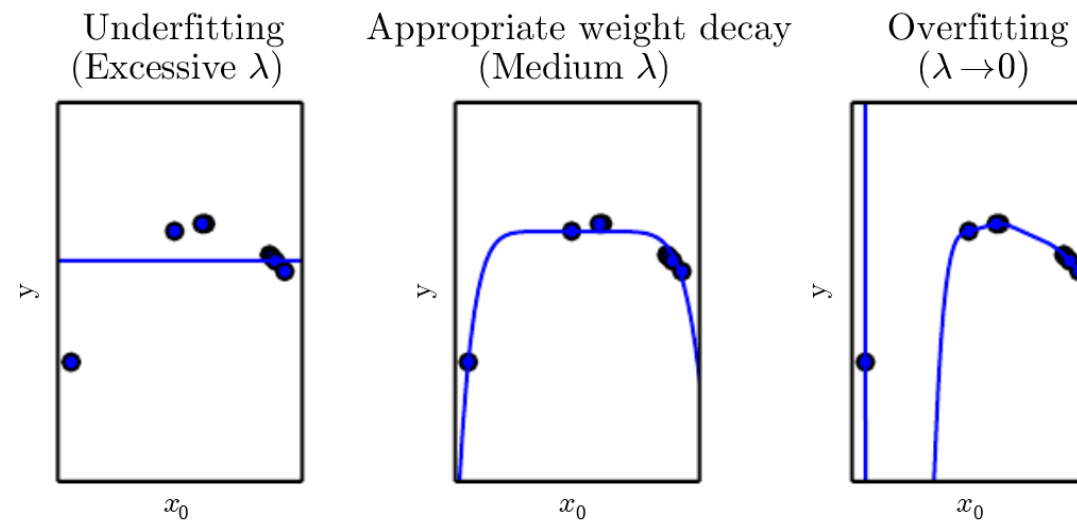 Underfitting
(Excessive λ)
Appropriate weight decay
(Medium λ)
Overfitting
(λ→0)
y
x₀
y
x₀
y
x₀